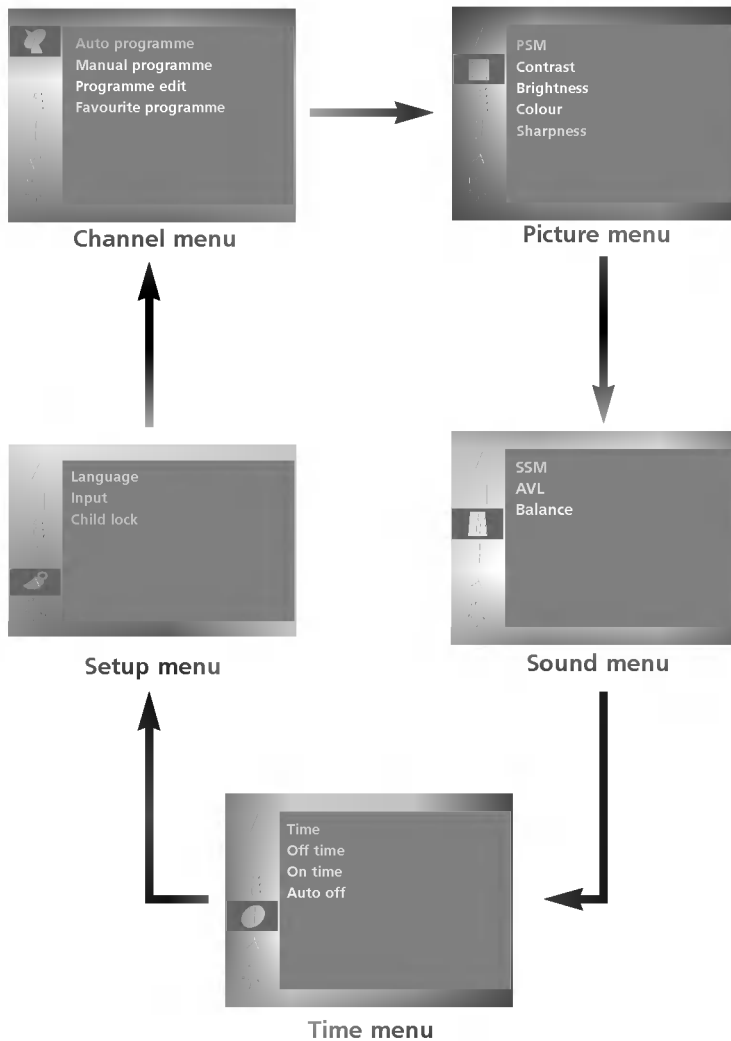 Auto programme
Manual programme
Programme edit
Favourite programme
Channel menu
PSM
Contrast
Brightness
Colour
Sharpness
Picture menu
Language
Input
Child lock
Setup menu
SSM
AVL
Balance
Sound menu
Time
Off time
On time
Auto off
Time menu